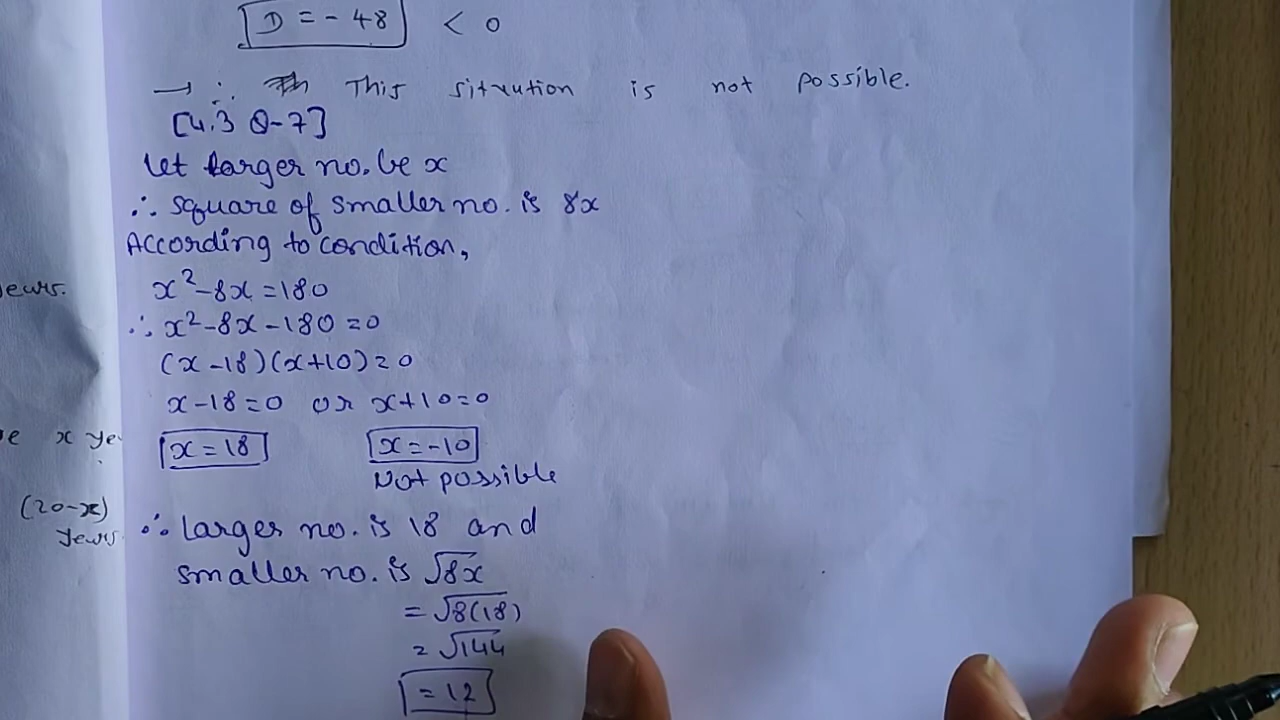 D = - 48 < 0
→ ∴ This sitution is not possible.
[4.3 Q-7]
Let larger no. be x
∴ square of smaller no. is 8x
According to condition,
x²-8x=180
∴ x²-8x-180=0
(x-18)(x+10)=0
x-18=0 or x+10=0
x=18 x=-10
Not possible
∴ larger no. is 18 and
smaller no. is √8x
= √8(18)
= √144
= 12
x ye
(20-x)